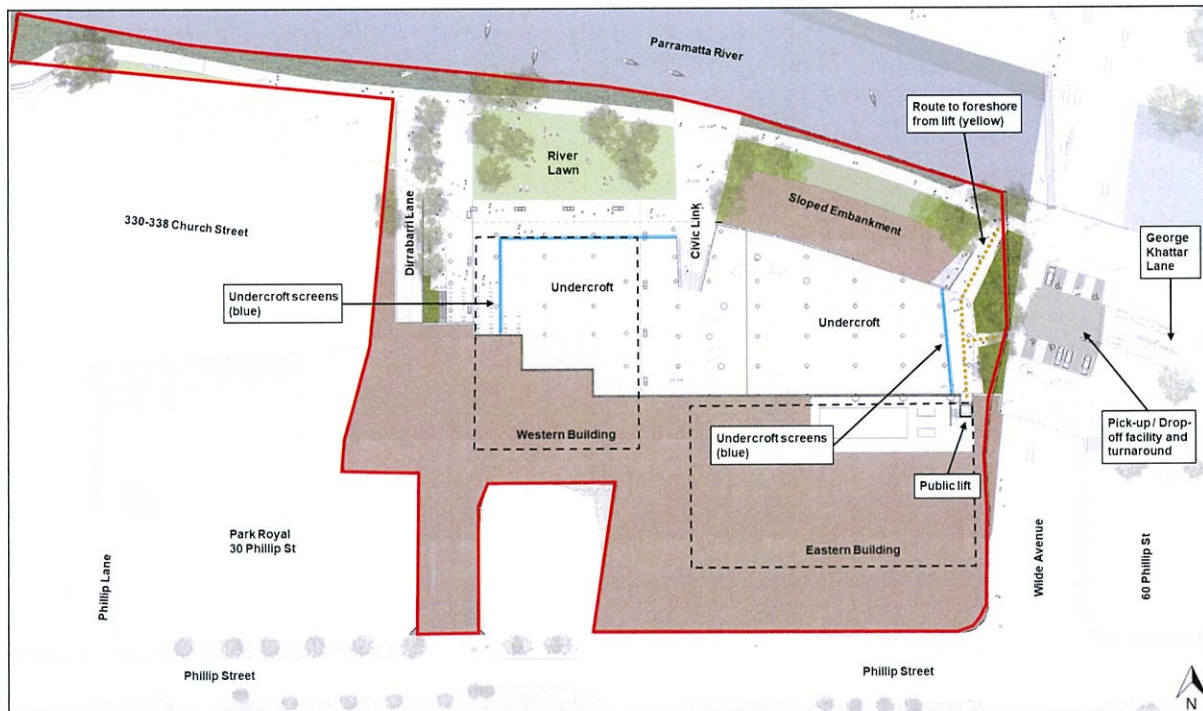 Parramatta River
Route to foreshore
from lift (yellow)
River
Lawn
Dirrabarri Lane
Civic Link
Sloped Embankment
330-338 Church Street
George
Khattar
Lane
Undercroft screens
(blue)
Undercroft
Undercroft
Western Building
Undercroft screens
(blue)
Public lift
Pick-up / Drop-
off facility and
turnaround
Park Royal
30 Phillip St
Eastern Building
Phillip Lane
Wilde Avenue
60 Phillip St
Phillip Street
Phillip Street
N